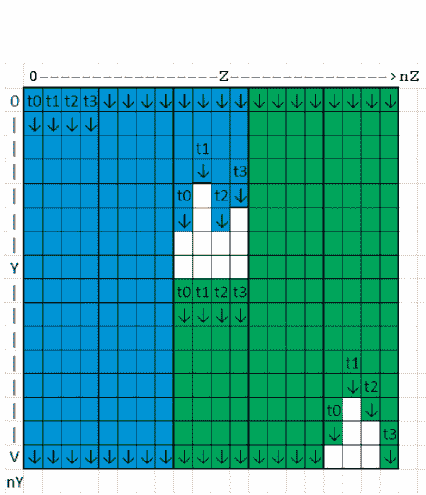 0 Z nZ
0 t0 t1 t2 t3
t1
t3
t0 t2
Y
t0 t1 t2 t3
t1
t2
t0
t3
V
nY